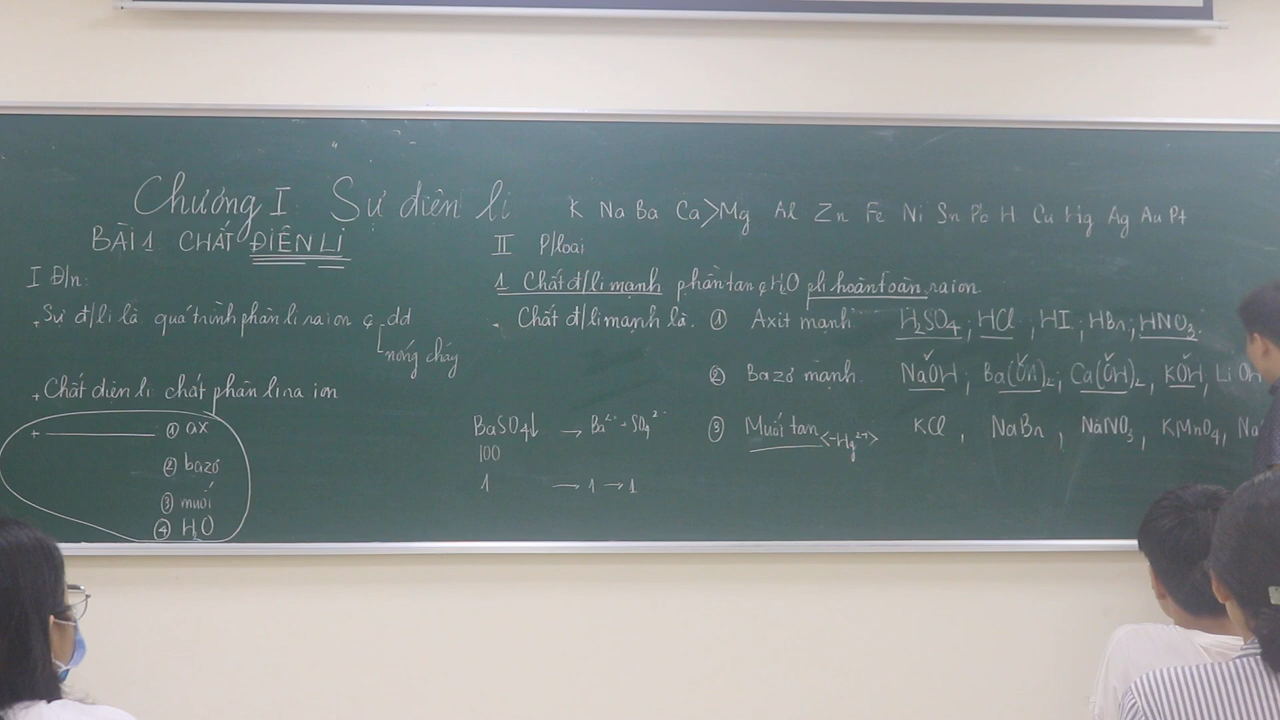 Chương I Sự điện li
BÀI 1 CHẤT ĐIỆN LI
I Đ/n:
+ Sự đ/li là quá trình phân li ra ion ç dd
nóng chảy
+ Chất điện li chất phân li ra ion
+ ① ax
② bazơ
③ muối
④ H₂O
K Na Ba Ca > Mg Al Zn Fe Ni Sn Pb H Cu Hg Ag Au Pt
II P/loại
1 Chất đ/li mạnh phần tan ç H₂O pli hoàn toàn ra ion
- Chất đ/li mạnh là. ① Axit mạnh H₂SO₄; HCl, HI; HBr; HNO₃.
② Bazơ mạnh NaOH; Ba(OH)₂; Ca(OH)₂, KOH, LiOH
③ Muối tan <-Hg²⁺> KCl, NaBr, NaNO₃, KMnO₄, Na
BaSO₄↓ → Ba²⁺ + SO₄²⁻
100
1 → 1 → 1